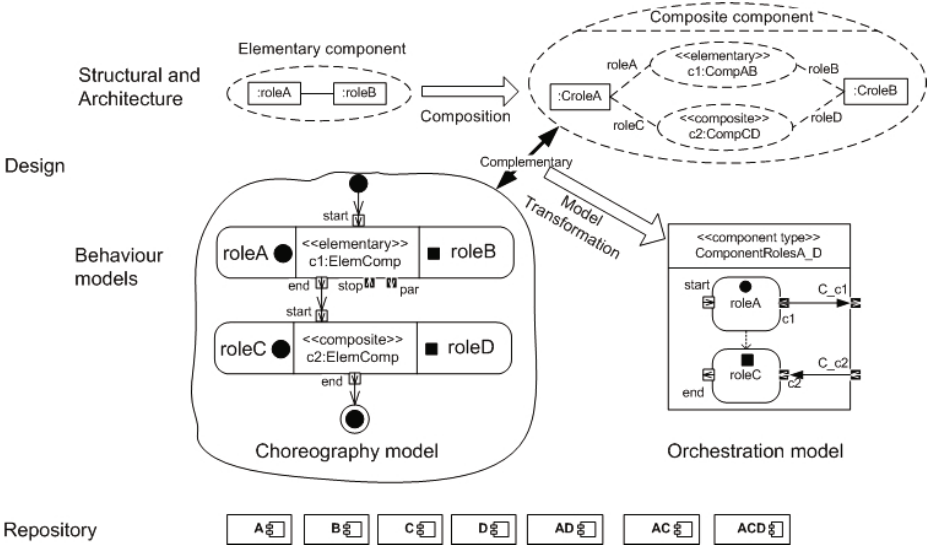 Composite component
Elementary component
<<elementary>>
c1:CompAB
roleA
roleB
Structural and
Architecture
:roleA
:roleB
Composition
:CroleA
:CroleB
roleC
<<composite>>
c2:CompCD
roleD
Design
Complementary
Model
Transformation
start
<<component type>>
ComponentRolesA_D
Behaviour
models
roleA
<<elementary>>
c1:ElemComp
roleB
end
stop
par
start
roleA
C_c1
c1
start
roleC
<<composite>>
c2:ElemComp
roleD
end
roleC
C_c2
c2
end
Choreography model
Orchestration model
Repository
A
B
C
D
AD
AC
ACD